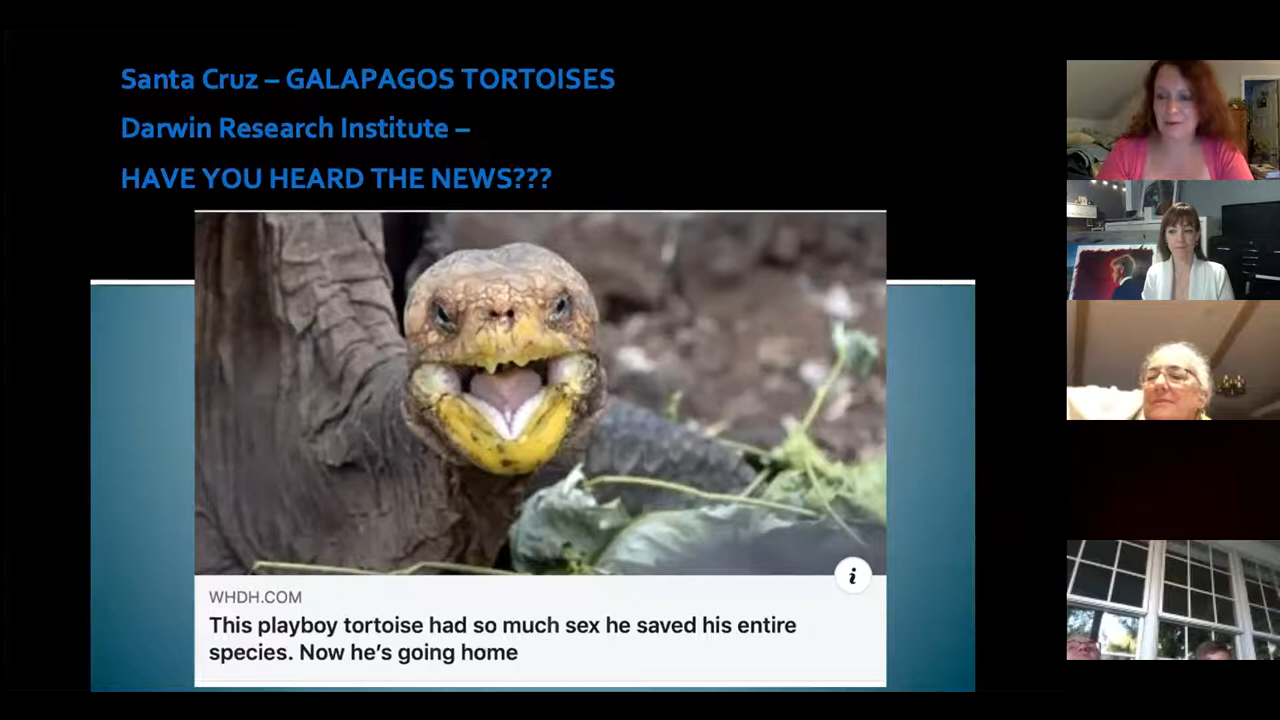 Santa Cruz – GALAPAGOS TORTOISES
Darwin Research Institute –
HAVE YOU HEARD THE NEWS???
WHDH.COM
This playboy tortoise had so much sex he saved his entire
species. Now he's going home